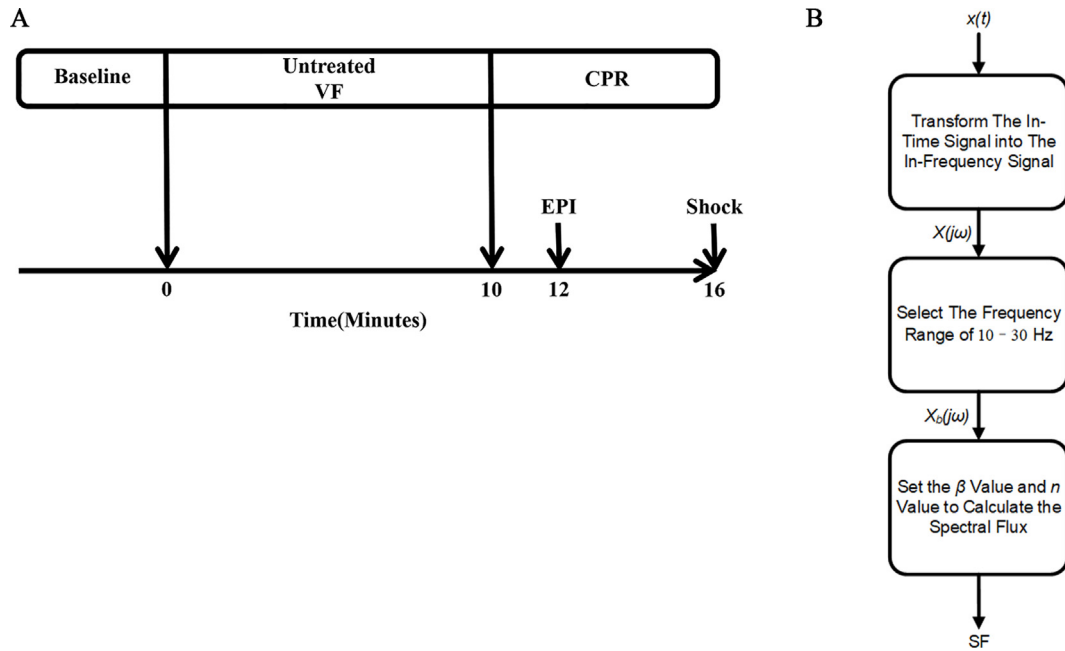 A
Baseline
Untreated
VF
CPR
EPI
Shock
0
10
12
16
Time(Minutes)
B
x(t)
Transform The In-
Time Signal into The
In-Frequency Signal
X(jω)
Select The Frequency
Range of 10 - 30 Hz
Xb(jω)
Set the β Value and n
Value to Calculate the
Spectral Flux
SF